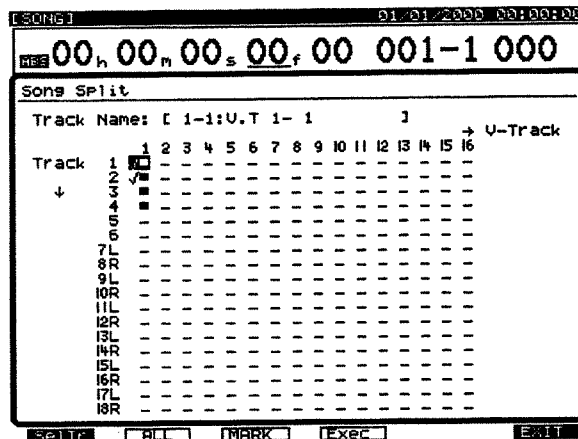 [SONG] 01/01/2000 00:00:00
ABS 00h 00m 00s 00f 00 001-1 000
Song Split
Track Name: [ 1-1:V.T 1- 1 ]
→ V-Track
1 2 3 4 5 6 7 8 9 10 11 12 13 14 15 16
Track 1 ✓□ - - - - - - - - - - - - - - -
↓ 2 ✓■ - - - - - - - - - - - - - - -
3 ■ - - - - - - - - - - - - - - -
4 ■ - - - - - - - - - - - - - - -
5 - - - - - - - - - - - - - - - -
6 - - - - - - - - - - - - - - - -
7L - - - - - - - - - - - - - - - -
8R - - - - - - - - - - - - - - - -
9L - - - - - - - - - - - - - - - -
10R - - - - - - - - - - - - - - - -
11L - - - - - - - - - - - - - - - -
12R - - - - - - - - - - - - - - - -
13L - - - - - - - - - - - - - - - -
14R - - - - - - - - - - - - - - - -
15L - - - - - - - - - - - - - - - -
16R - - - - - - - - - - - - - - - -
17L - - - - - - - - - - - - - - - -
18R - - - - - - - - - - - - - - - -
SelTr ALL MARK Exec EXIT